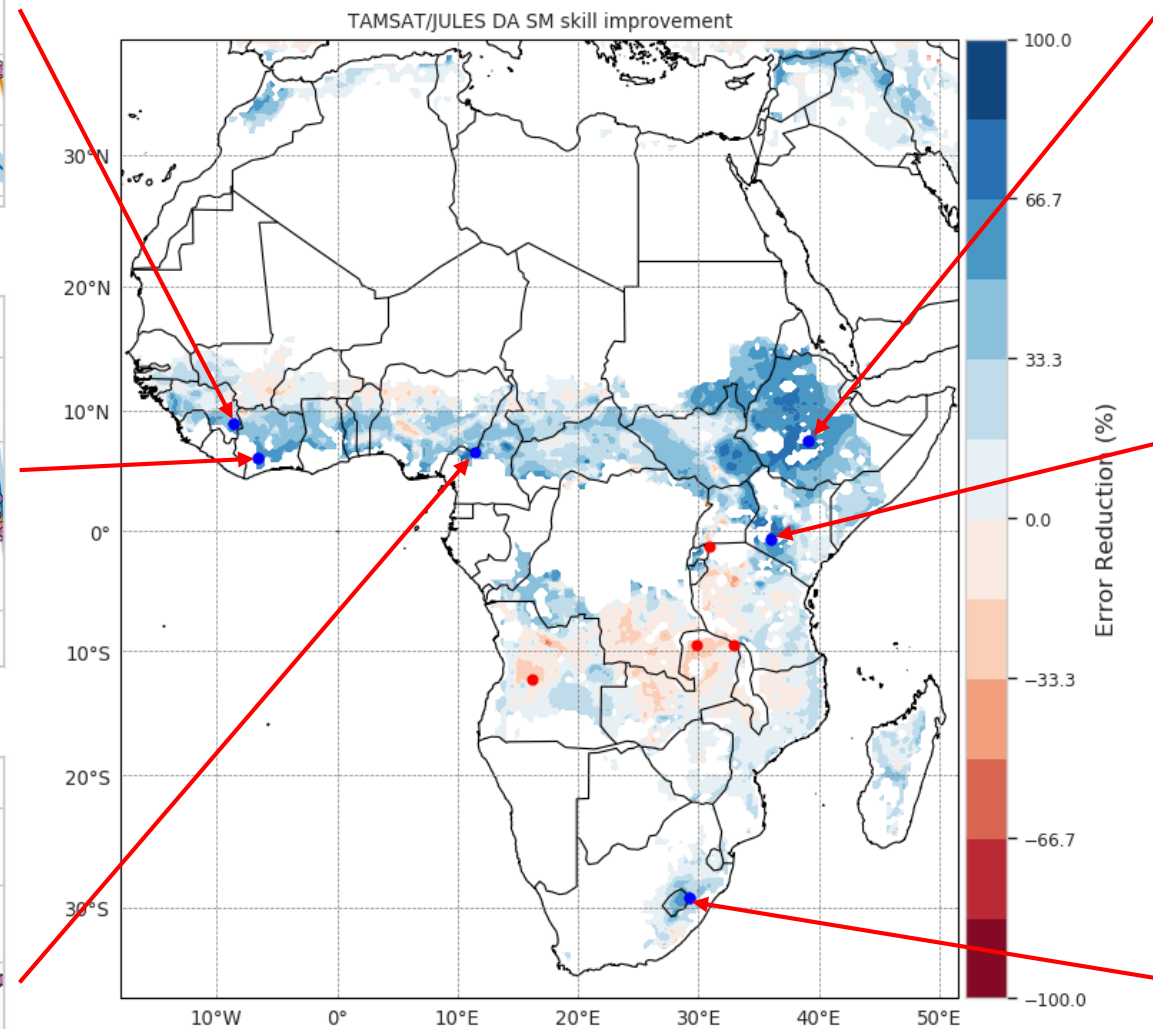 TAMSAT/JULES DA SM skill improvement
30°N
20°N
10°N
0°
10°S
20°S
30°S
10°W
0°
10°E
20°E
30°E
40°E
50°E
100.0
66.7
33.3
0.0
−33.3
−66.7
−100.0
Error Reduction (%)